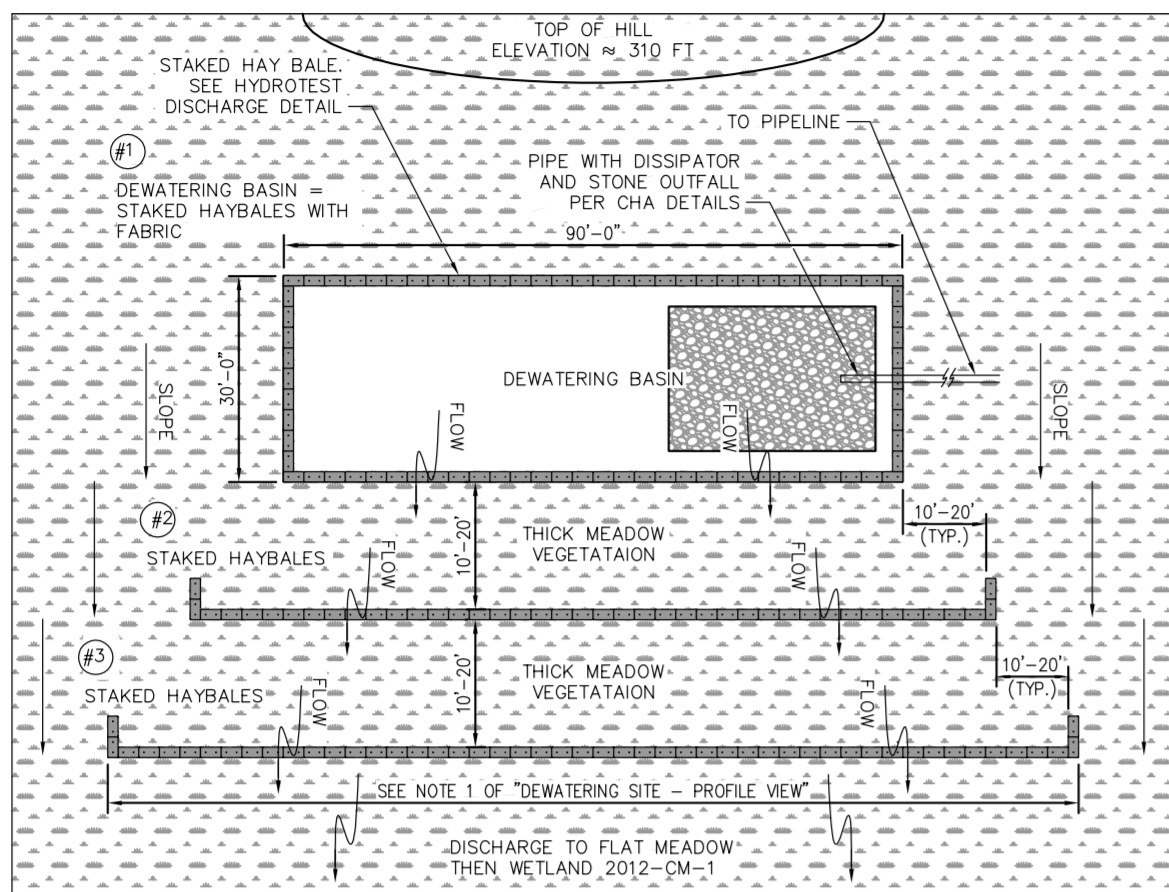 TOP OF HILL
ELEVATION ≈ 310 FT
STAKED HAY BALE.
SEE HYDROTEST
DISCHARGE DETAIL
TO PIPELINE
#1
PIPE WITH DISSIPATOR
AND STONE OUTFALL
PER CHA DETAILS
DEWATERING BASIN =
STAKED HAYBALES WITH
FABRIC
90'-0"
30'-0"
SLOPE
DEWATERING BASIN
SLOPE
FLOW
FLOW
#2
STAKED HAYBALES
10'-20'
THICK MEADOW
VEGETATAION
10'-20'
(TYP.)
FLOW
FLOW
#3
STAKED HAYBALES
10'-20'
THICK MEADOW
VEGETATAION
10'-20'
(TYP.)
FLOW
FLOW
SEE NOTE 1 OF "DEWATERING SITE - PROFILE VIEW"
FLOW
FLOW
DISCHARGE TO FLAT MEADOW
THEN WETLAND 2012-CM-1